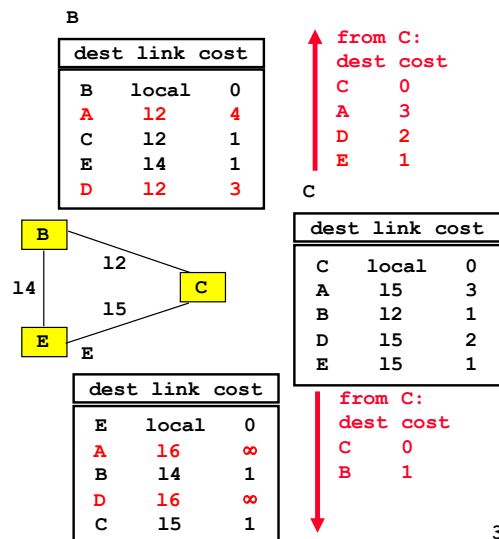 B
dest link cost
B local 0
A l2 4
C l2 1
E l4 1
D l2 3
from C:
dest cost
C 0
A 3
D 2
E 1
C
dest link cost
C local 0
A l5 3
B l2 1
D l5 2
E l5 1
B
l2
l4
C
l5
E
E
dest link cost
E local 0
A l6 ∞
B l4 1
D l6 ∞
C l5 1
from C:
dest cost
C 0
B 1
3